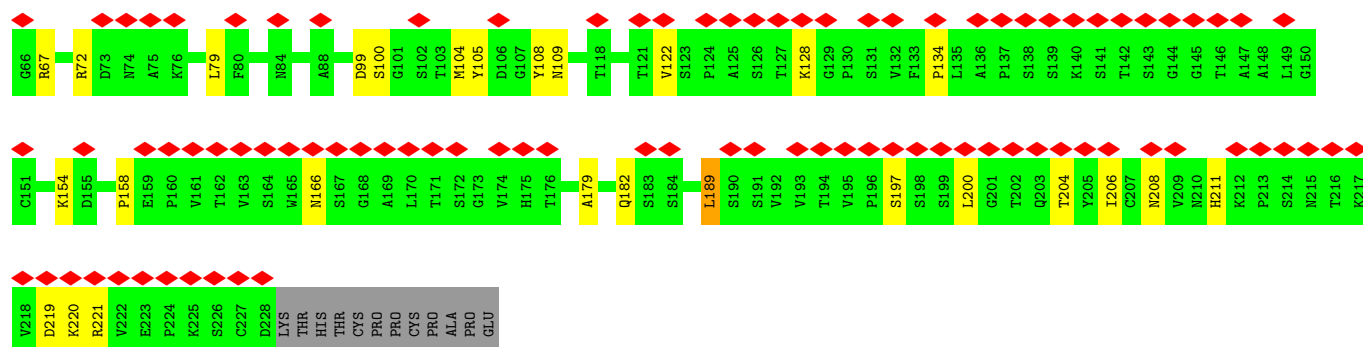 G66 R67 R72 D73 N74 A75 K76 L79 F80 N84 A88 D99 S100 G101 S102 T103 M104 Y105 D106 G107 Y108 N109 T118 T121 V122 S123 P124 A125 S126 T127 K128 G129 P130 S131 V132 F133 P134 L135 A136 P137 S138 S139 K140 S141 T142 S143 G144 G145 T146 A147 A148 L149 G150
C151 K154 D155 P158 E159 P160 V161 T162 V163 S164 W165 N166 S167 G168 A169 L170 T171 S172 G173 V174 H175 T176 A179 Q182 S183 S184 L189 S190 S191 V192 V193 T194 V195 P196 S197 S198 S199 L200 G201 T202 Q203 T204 Y205 I206 C207 N208 V209 N210 H211 K212 P213 S214 N215 T216 K217
V218 D219 K220 R221 V222 E223 P224 K225 S226 C227 D228 LYS THR HIS THR CYS PRO PRO CYS PRO ALA PRO GLU